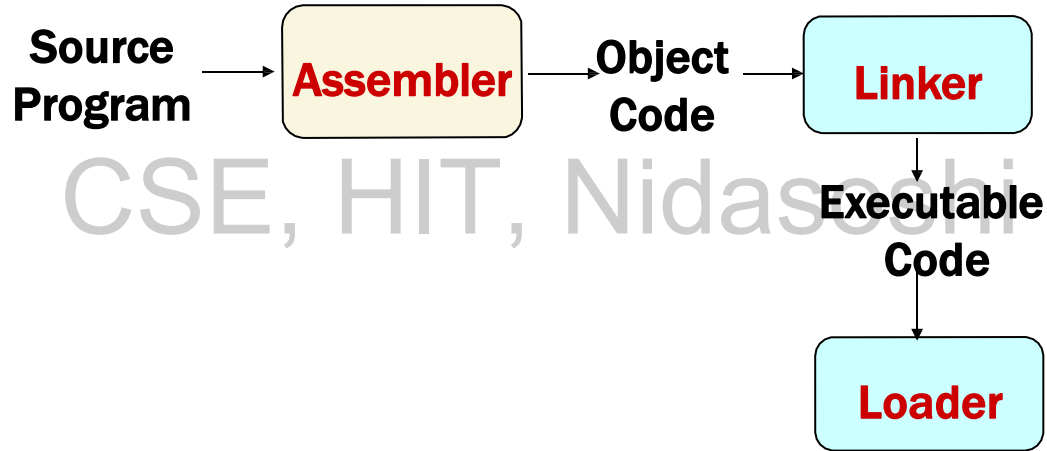 Source
Program
Assembler
Object
Code
Linker
CSE, HIT, Nidasoshi
Executable
Code
Loader